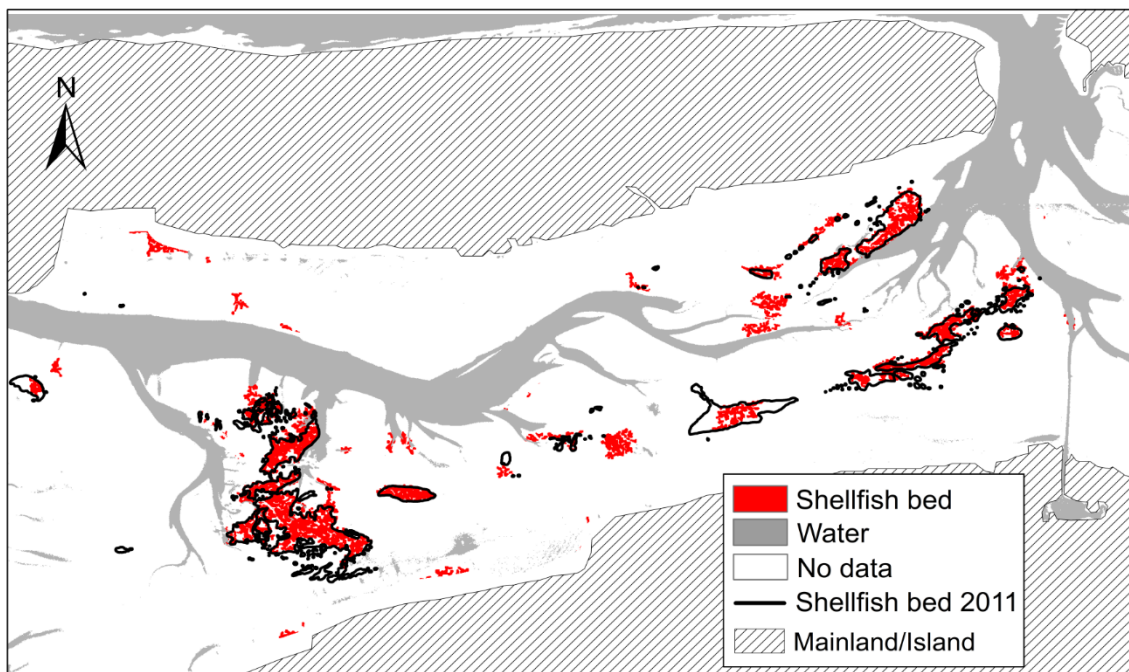 N
Shellfish bed
Water
No data
Shellfish bed 2011
Mainland/Island